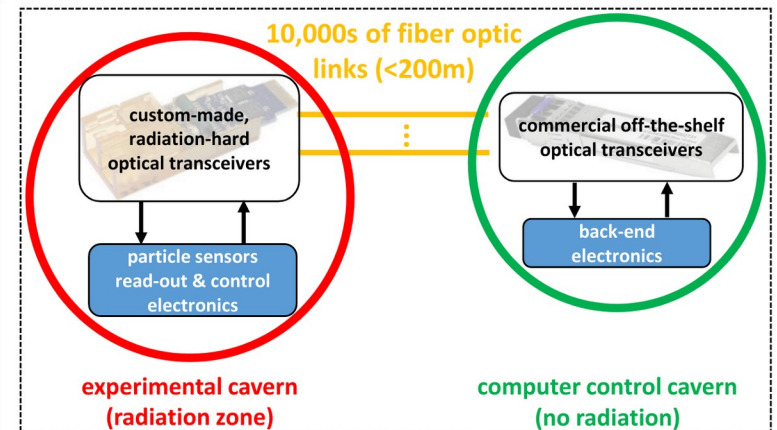 10,000s of fiber optic
links (<200m)
custom-made,
radiation-hard
optical transceivers
commercial off-the-shelf
optical transceivers
particle sensors
read-out & control
electronics
back-end
electronics
experimental cavern
(radiation zone)
computer control cavern
(no radiation)